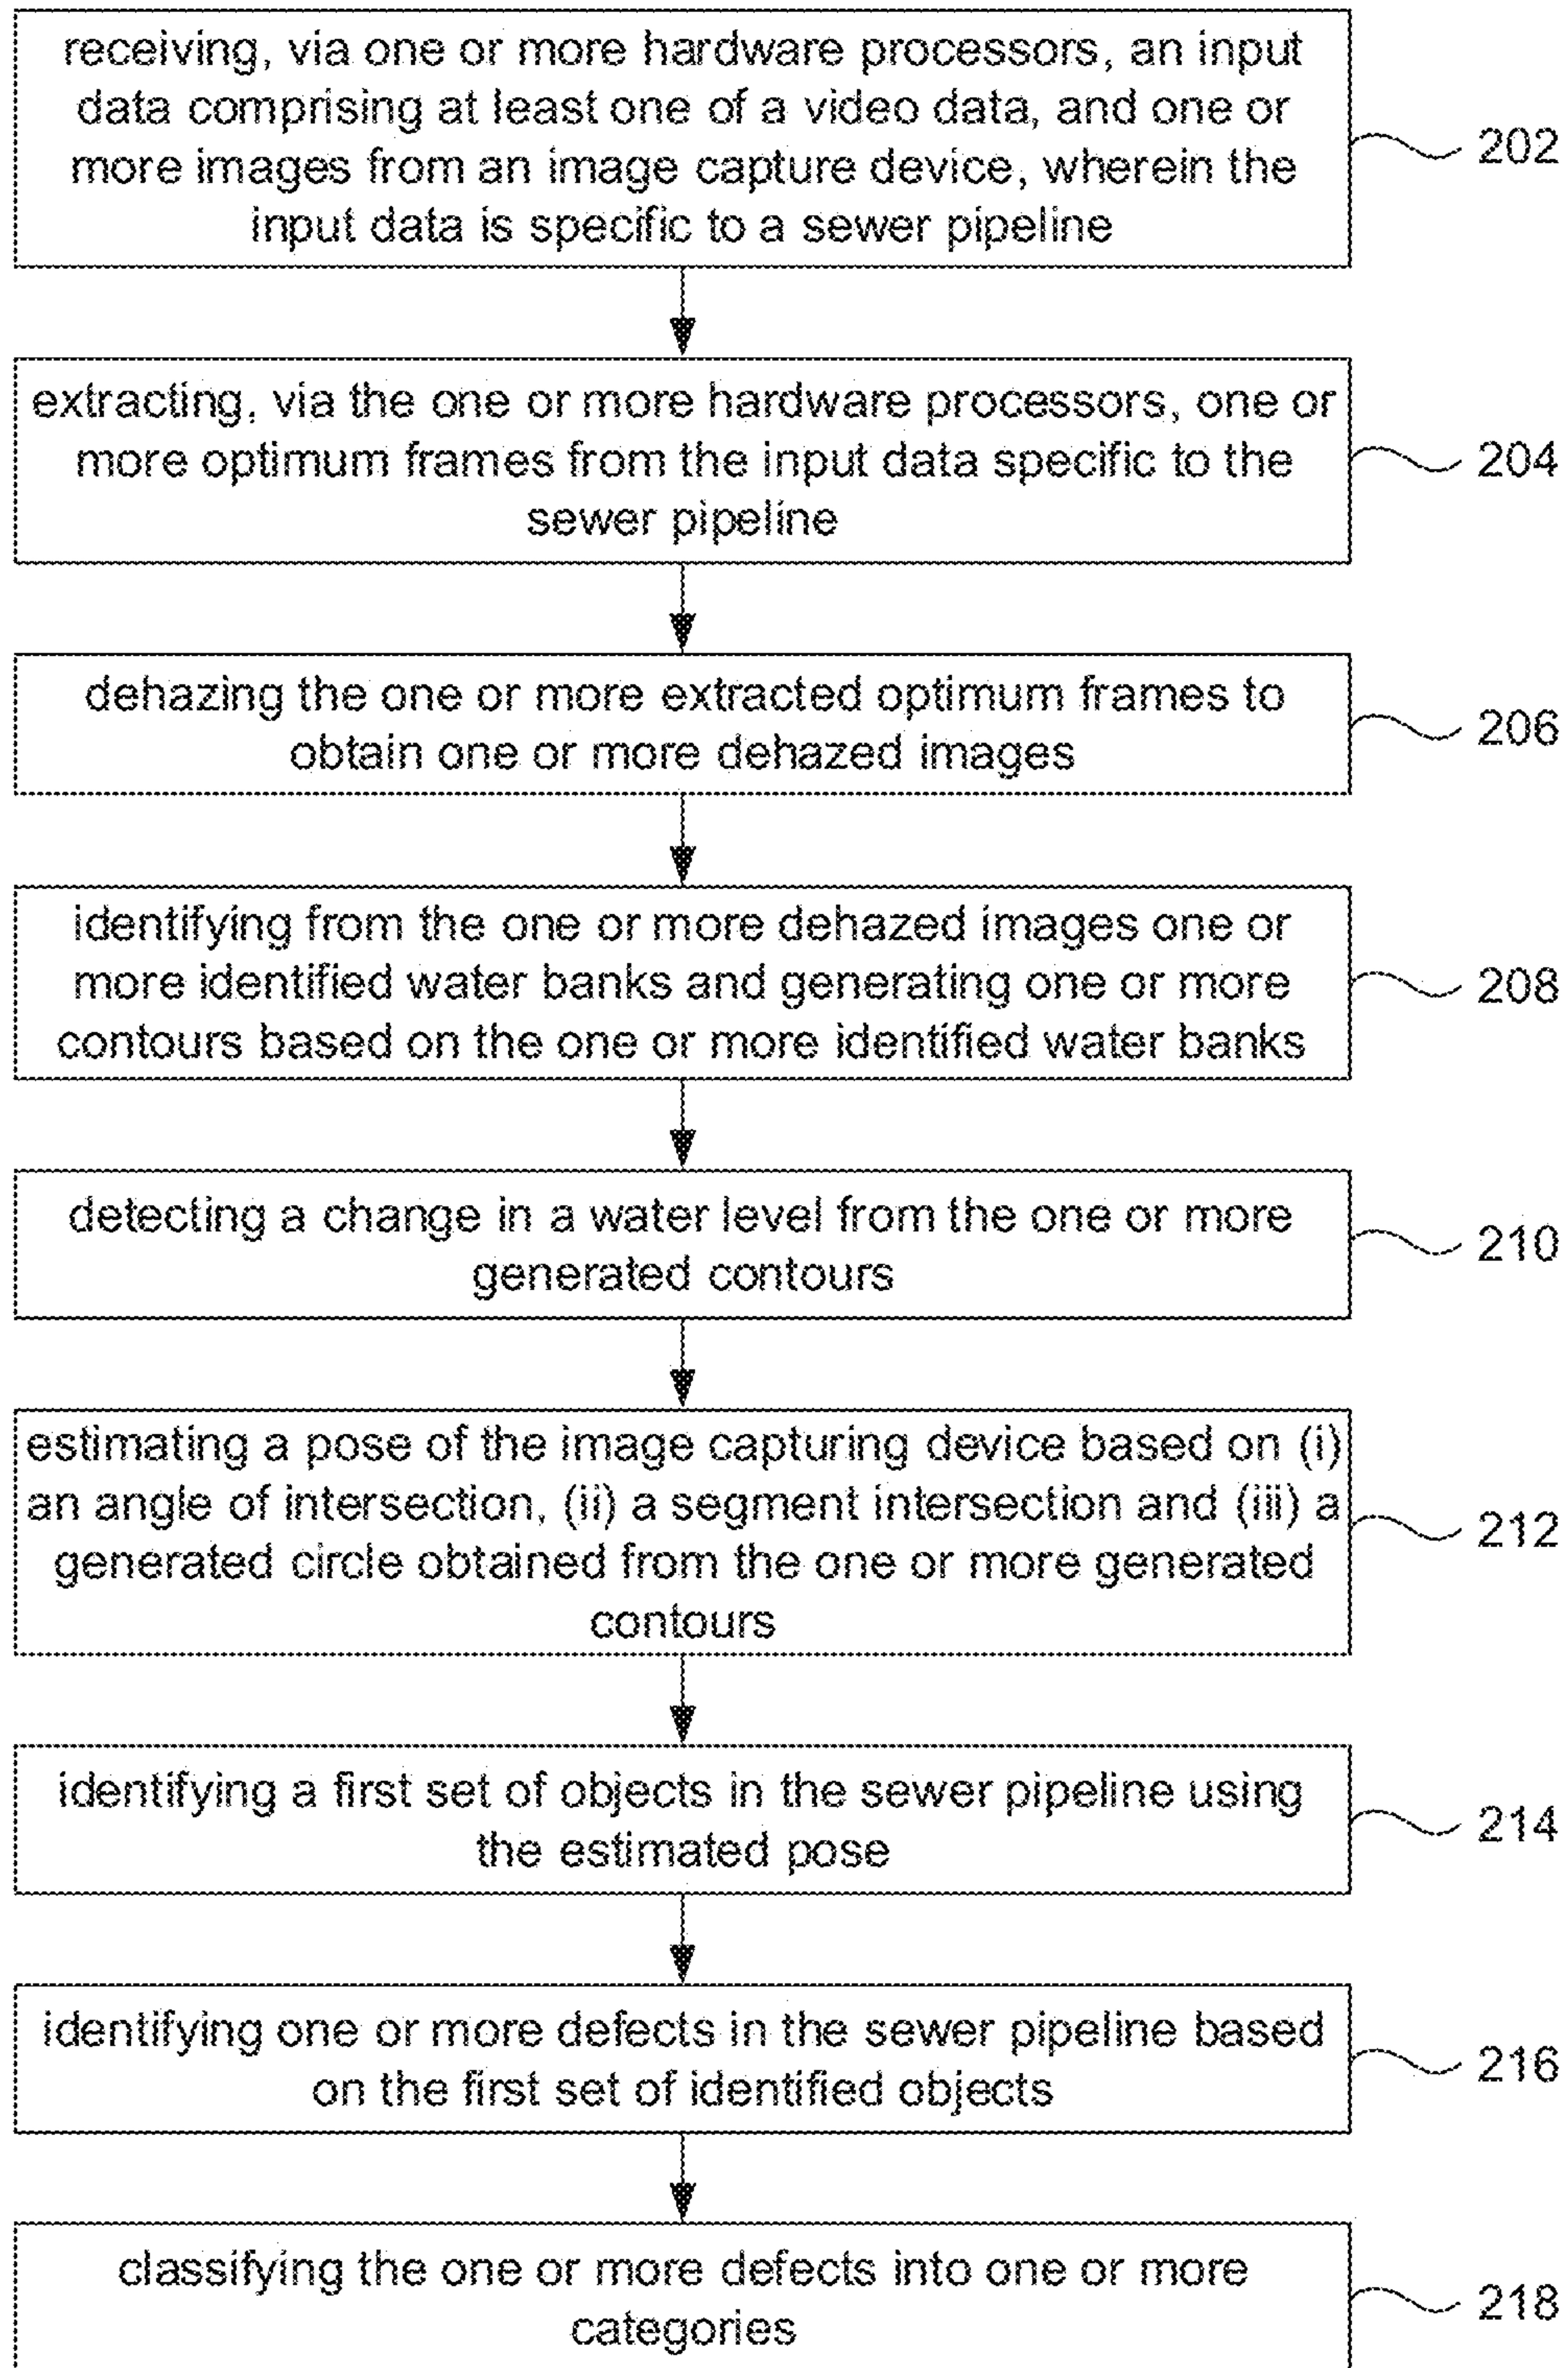 receiving, via one or more hardware processors, an input
data comprising at least one of a video data, and one or
more images from an image capture device, wherein the
input data is specific to a sewer pipeline
202
extracting, via the one or more hardware processors, one or
more optimum frames from the input data specific to the
sewer pipeline
204
dehazing the one or more extracted optimum frames to
obtain one or more dehazed images
206
identifying from the one or more dehazed images one or
more identified water banks and generating one or more
contours based on the one or more identified water banks
208
detecting a change in a water level from the one or more
generated contours
210
estimating a pose of the image capturing device based on (i)
an angle of intersection, (ii) a segment intersection and (iii) a
generated circle obtained from the one or more generated
contours
212
identifying a first set of objects in the sewer pipeline using
the estimated pose
214
identifying one or more defects in the sewer pipeline based
on the first set of identified objects
216
classifying the one or more defects into one or more
categories
218